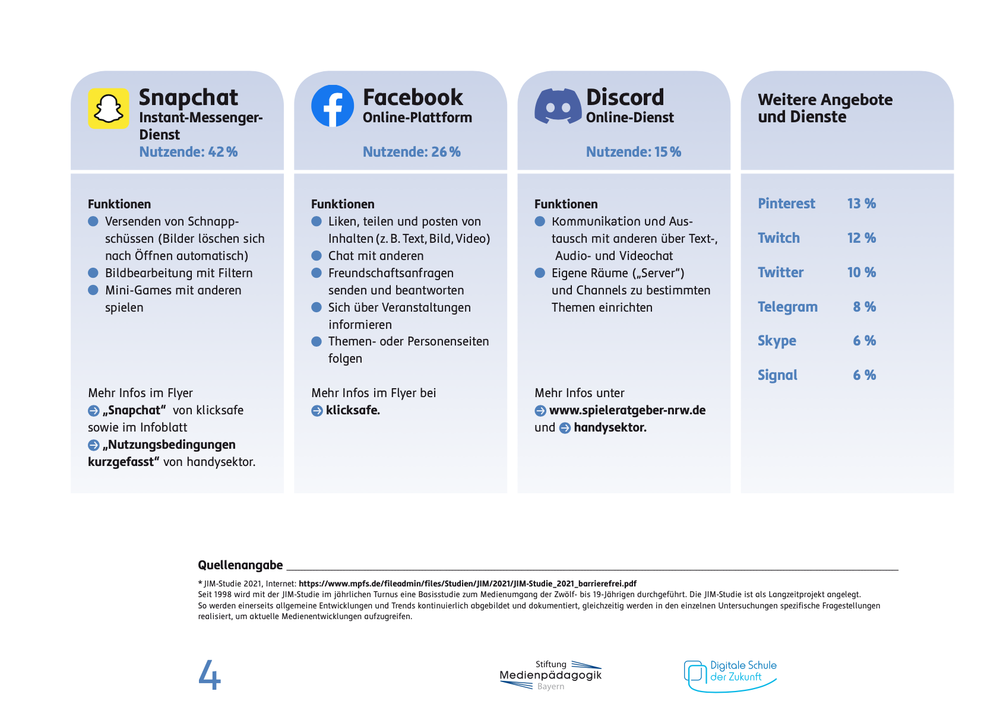 Snapchat
Instant-Messenger-
Dienst
Nutzende: 42 %
Funktionen
Versenden von Schnapp-
schüssen (Bilder löschen sich
nach Öffnen automatisch)
Bildbearbeitung mit Filtern
Mini-Games mit anderen
spielen
Mehr Infos im Flyer
„Snapchat“ von klicksafe
sowie im Infoblatt
„Nutzungsbedingungen
kurzgefasst“ von handysektor.
Facebook
Online-Plattform
Nutzende: 26 %
Funktionen
Liken, teilen und posten von
Inhalten (z. B. Text, Bild, Video)
Chat mit anderen
Freundschaftsanfragen
senden und beantworten
Sich über Veranstaltungen
informieren
Themen- oder Personenseiten
folgen
Mehr Infos im Flyer bei
klicksafe.
Discord
Online-Dienst
Nutzende: 15 %
Funktionen
Kommunikation und Aus-
tausch mit anderen über Text-,
Audio- und Videochat
Eigene Räume („Server“)
und Channels zu bestimmten
Themen einrichten
Mehr Infos unter
www.spieleratgeber-nrw.de
und handysektor.
Weitere Angebote
und Dienste
Pinterest 13 %
Twitch 12 %
Twitter 10 %
Telegram 8 %
Skype 6 %
Signal 6 %
Quellenangabe
* JIM-Studie 2021, Internet: https://www.mpfs.de/fileadmin/files/Studien/JIM/2021/JIM-Studie_2021_barrierefrei.pdf
Seit 1998 wird mit der JIM-Studie im jährlichen Turnus eine Basisstudie zum Medienumgang der Zwölf- bis 19-Jährigen durchgeführt. Die JIM-Studie ist als Langzeitprojekt angelegt.
So werden einerseits allgemeine Entwicklungen und Trends kontinuierlich abgebildet und dokumentiert, gleichzeitig werden in den einzelnen Untersuchungen spezifische Fragestellungen
realisiert, um aktuelle Medienentwicklungen aufzugreifen.
4
Stiftung
Medienpädagogik
Bayern
Digitale Schule
der Zukunft